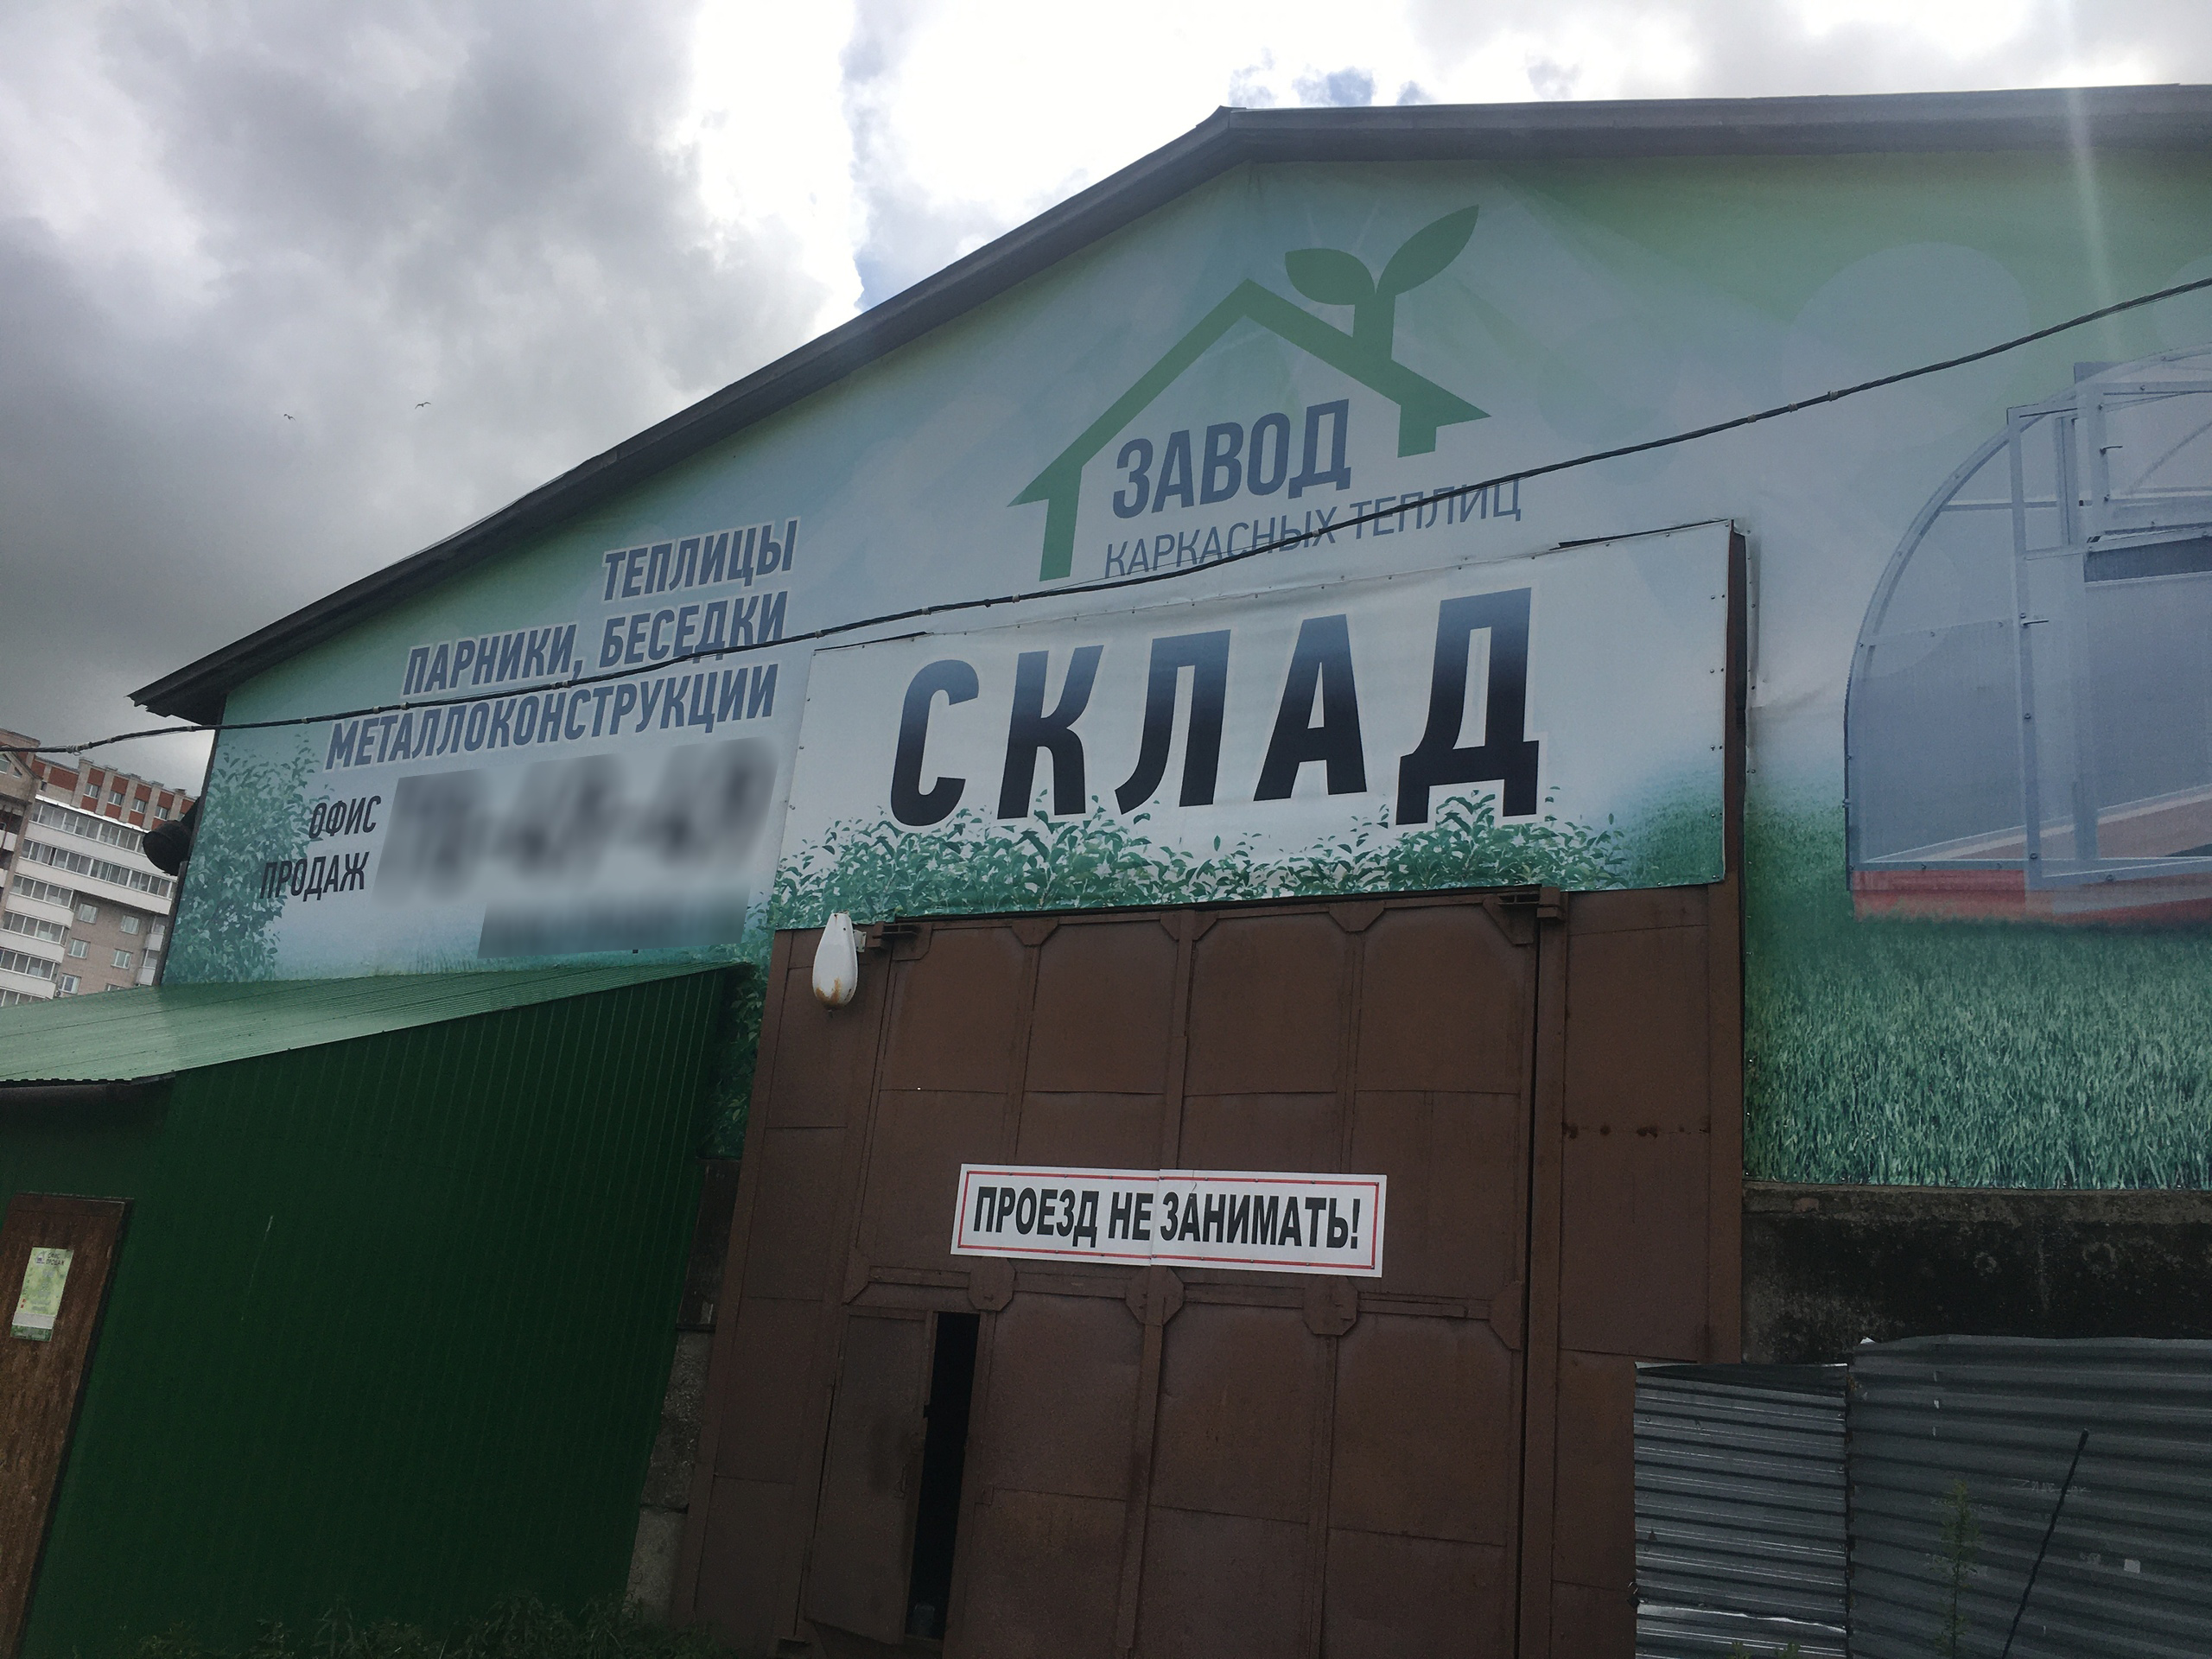 ЗАВОД
КАРКАСНЫХ ТЕПЛИЦ
ТЕПЛИЦЫ
ПАРНИКИ, БЕСЕДКИ
МЕТАЛЛОКОНСТРУКЦИИ
ОФИС
ПРОДАЖ
СКЛАД
ПРОЕЗД НЕ ЗАНИМАТЬ!